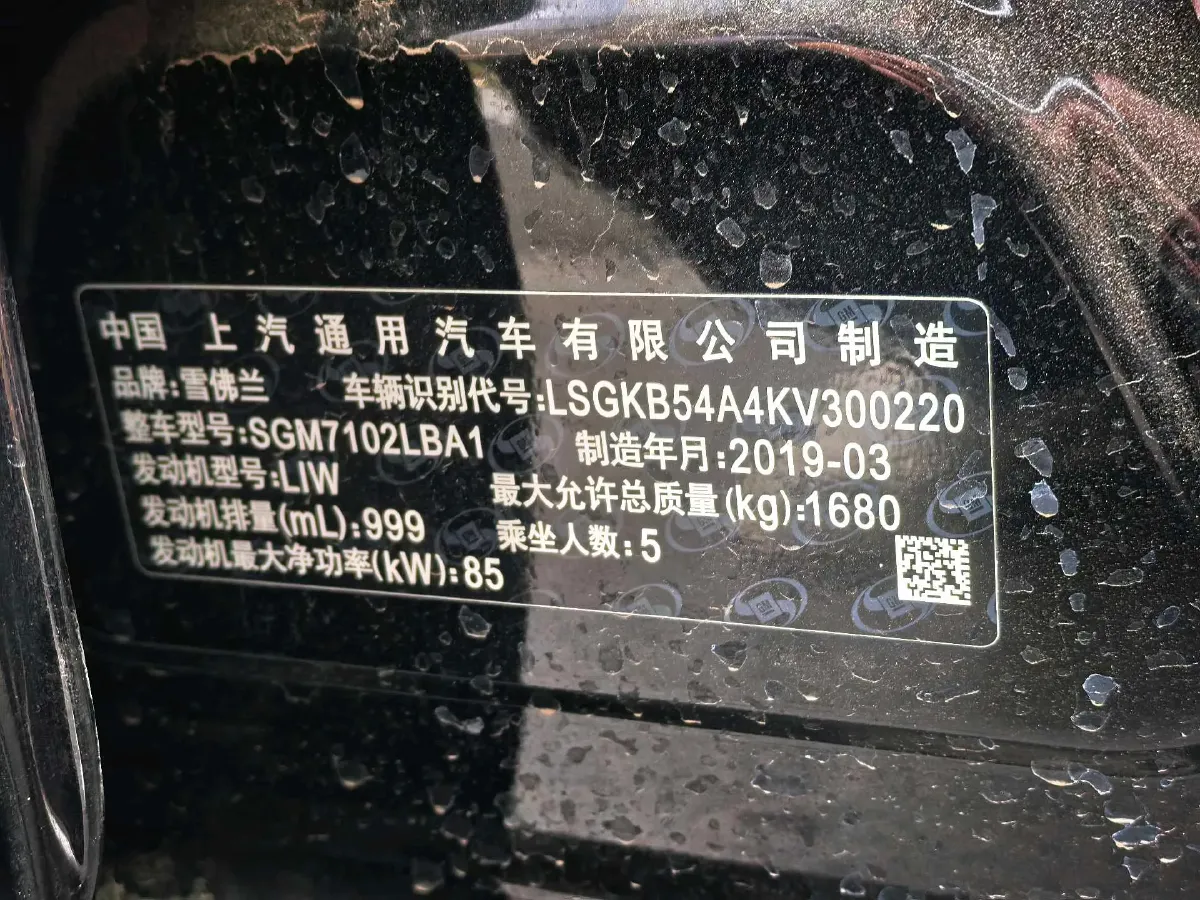 中国 上汽通用汽车有限公司制造
品牌:雪佛兰 车辆识别代号:LSGKB54A4KV300220
整车型号:SGM7102LBA1 制造年月:2019-03
发动机型号:LIW 最大允许总质量(kg):1680
发动机排量(mL):999 乘坐人数:5
发动机最大净功率(kW):85